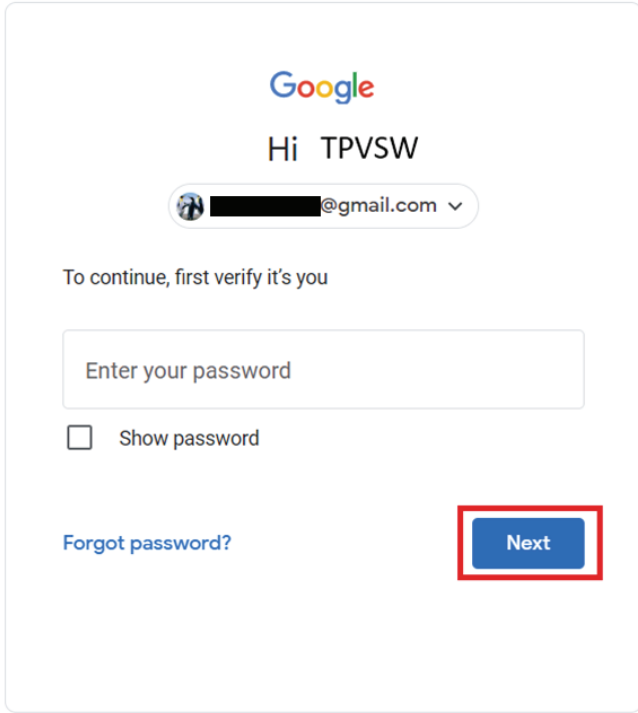 Google
Hi TPVSW
@gmail.com
To continue, first verify it's you
Enter your password
Show password
Forgot password?
Next